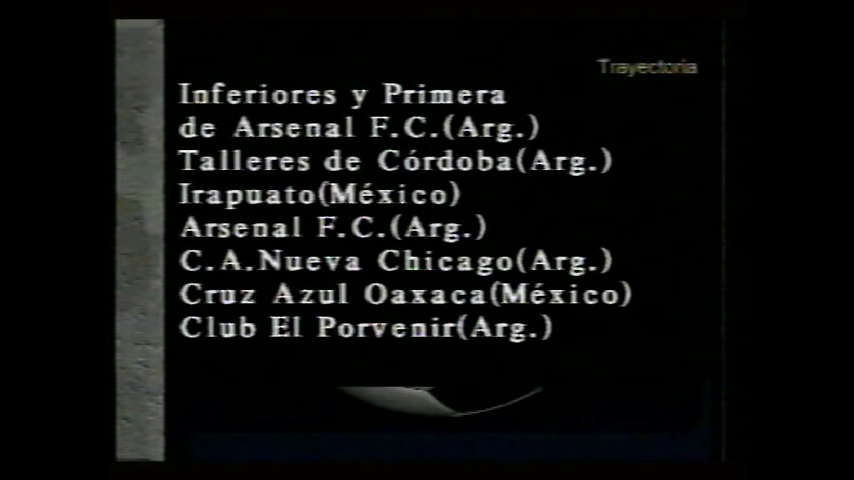 Trayectoria
Inferiores y Primera
de Arsenal F.C.(Arg.)
Talleres de Córdoba(Arg.)
Irapuato(México)
Arsenal F.C.(Arg.)
C.A.Nueva Chicago(Arg.)
Cruz Azul Oaxaca(México)
Club El Porvenir(Arg.)